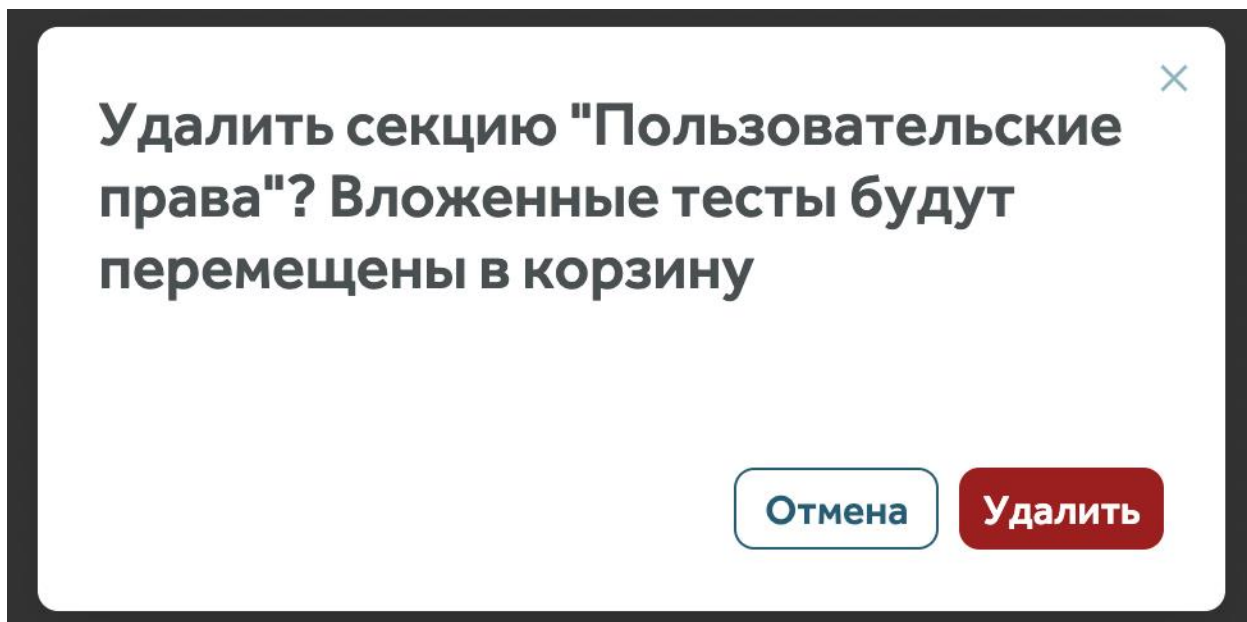 Удалить секцию "Пользовательские
права"? Вложенные тесты будут
перемещены в корзину
Отмена
Удалить